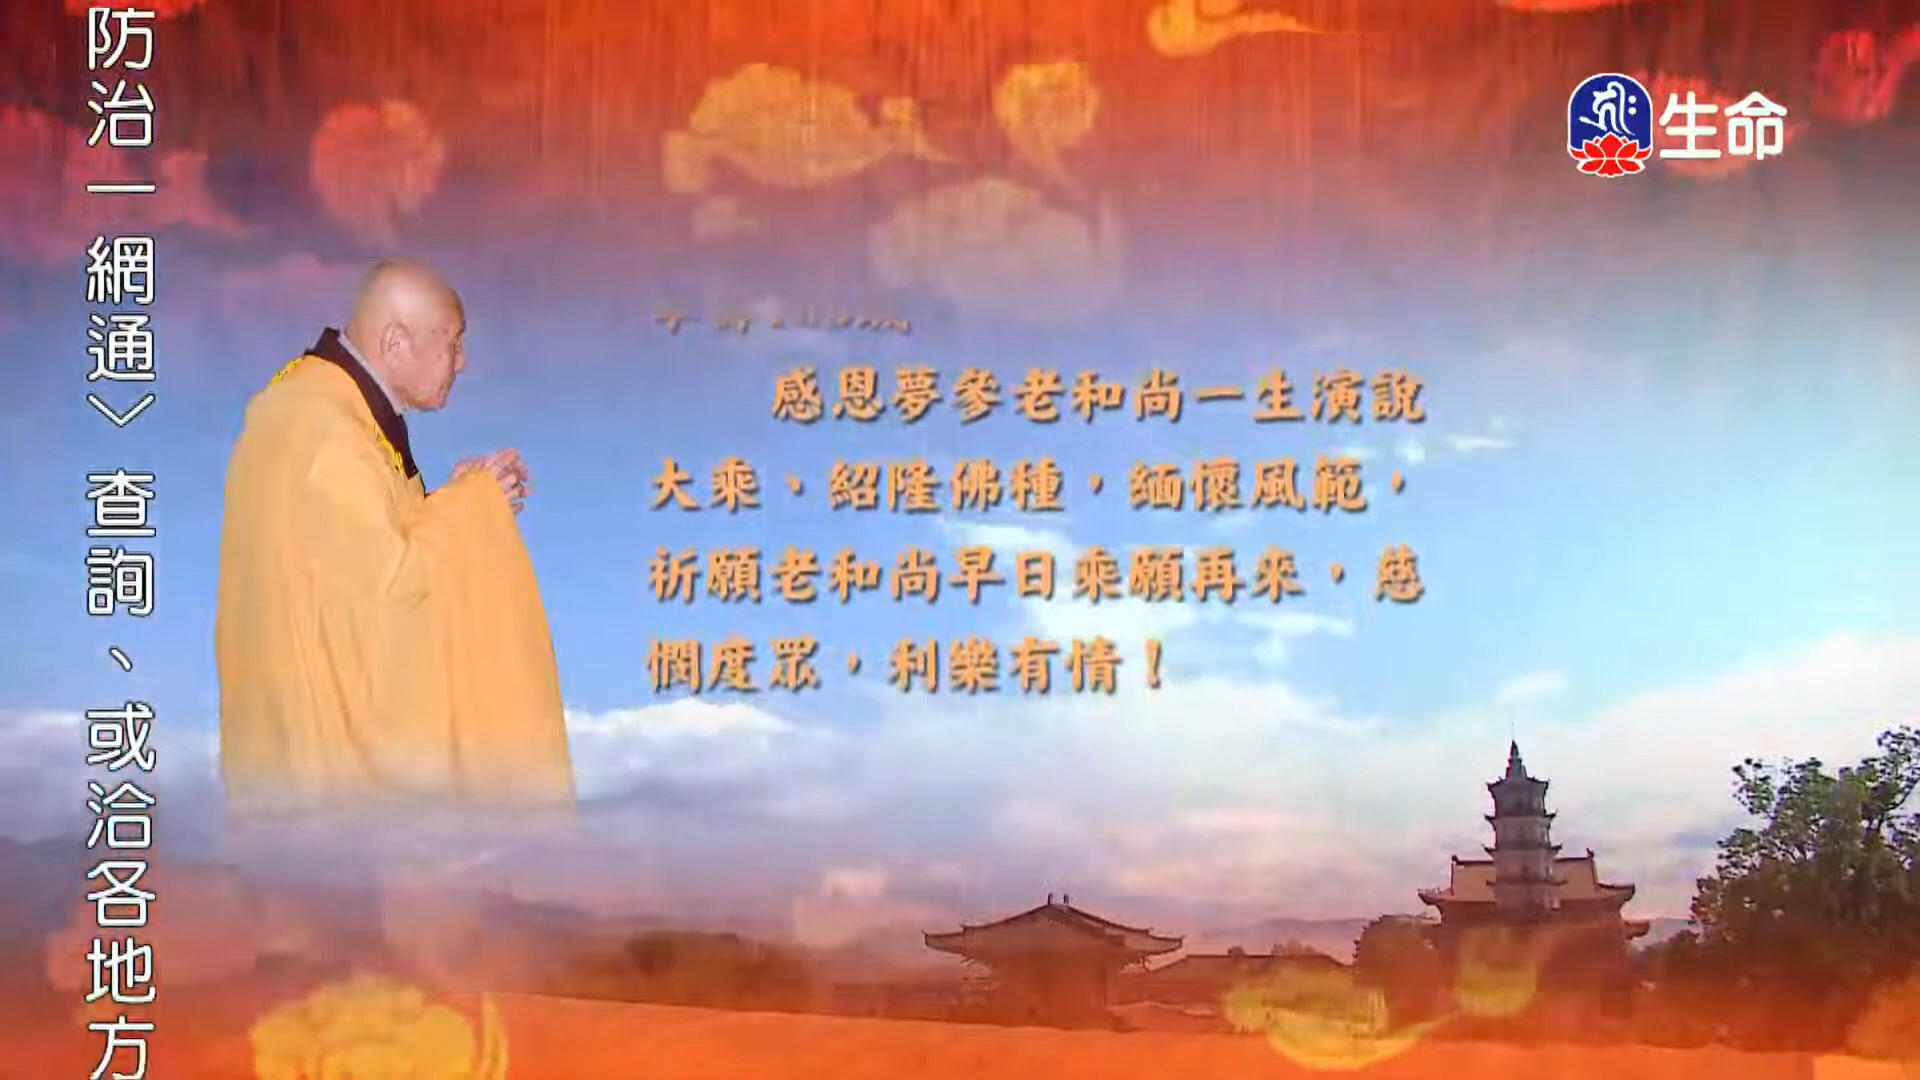 防治一網通〉查詢、或洽各地方
生命
感恩夢參老和尚一生演說
大乘、紹隆佛種，緬懷風範，
祈願老和尚早日乘願再來，慈
憫度眾，利樂有情！